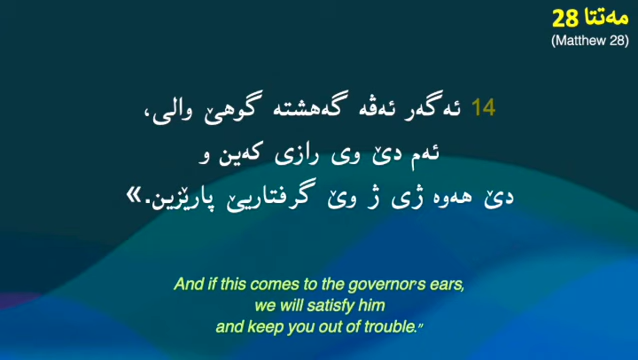 مەتتا 28
(Matthew 28)
14 ئەگەر ئەڤە گەهشتە گوهێ والی،
ئەم دێ وی رازی کەین و
دێ هەوە ژی ژ وێ گرفتاریێ پارێزین.»
And if this comes to the governor's ears,
we will satisfy him
and keep you out of trouble."